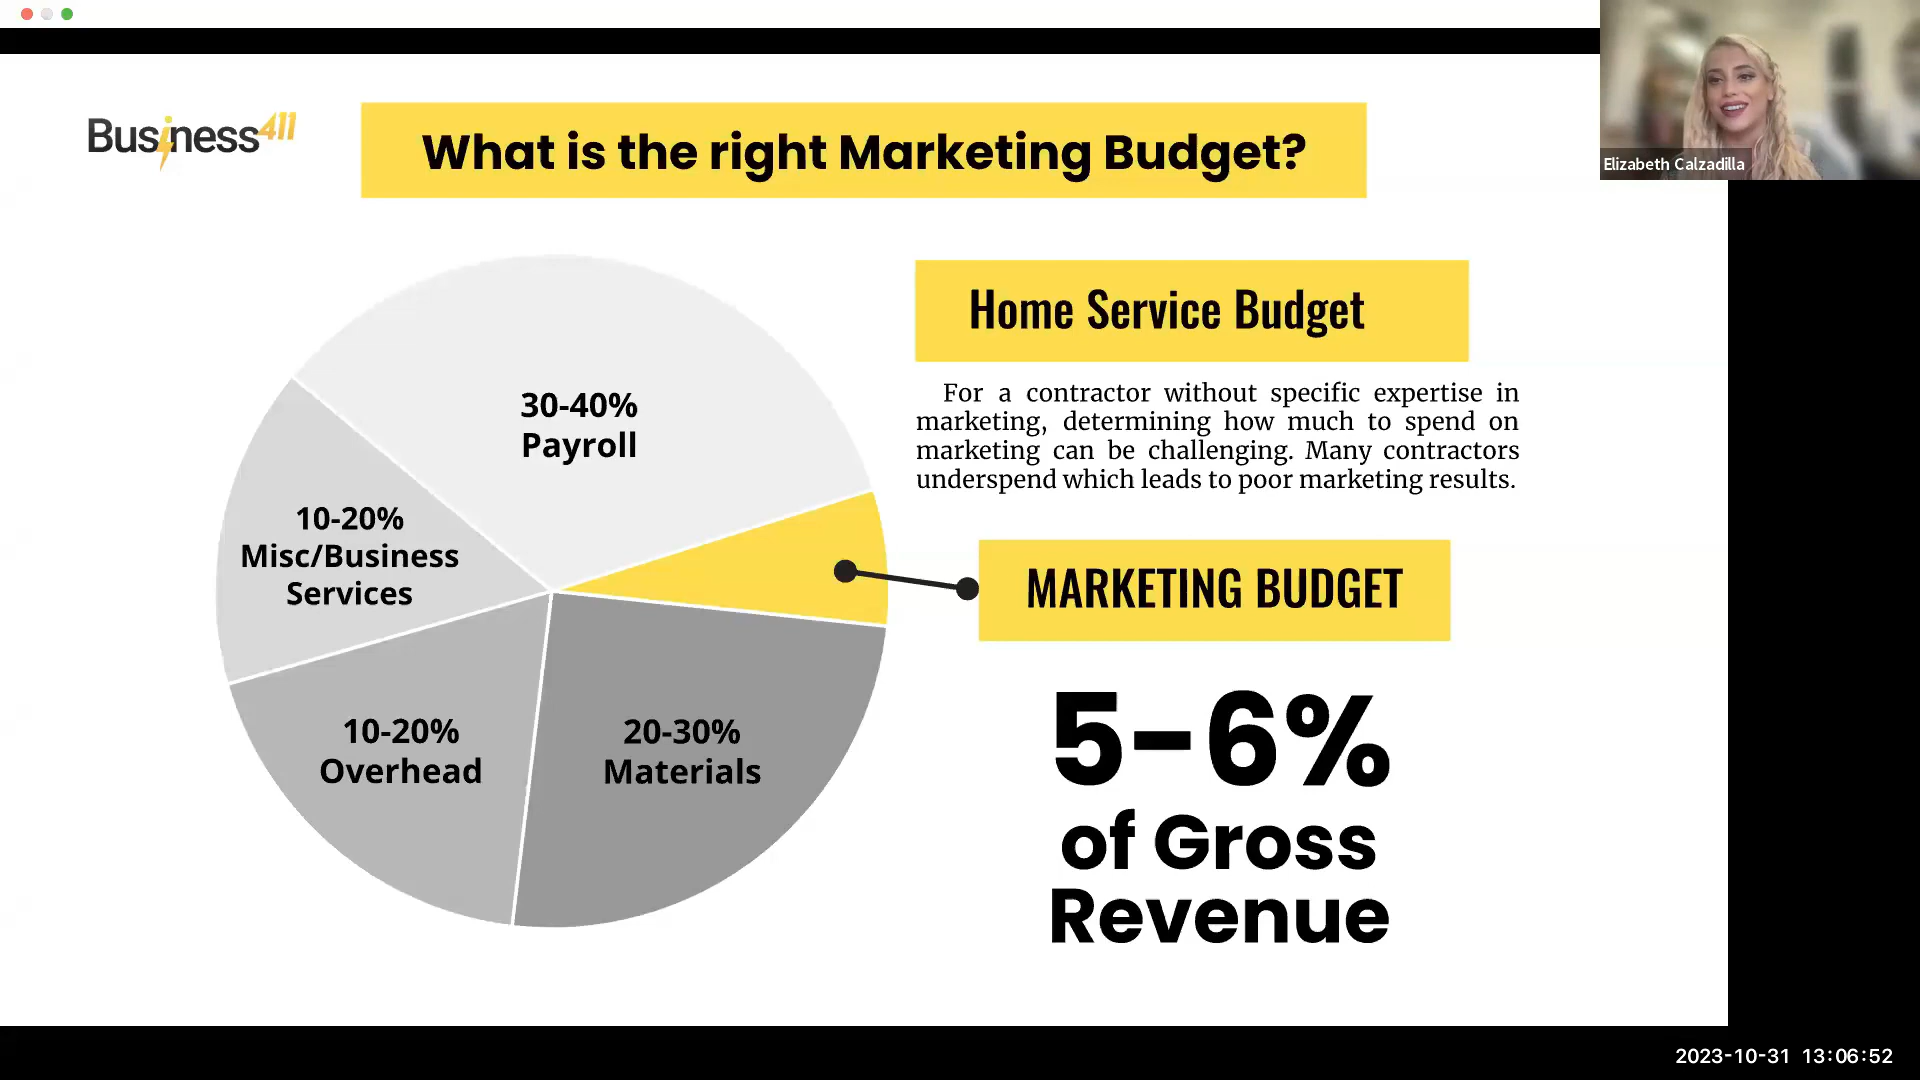 Business411
What is the right Marketing Budget?
Elizabeth Calzadilla
30-40%
Payroll
10-20%
Misc/Business
Services
10-20%
Overhead
20-30%
Materials
Home Service Budget
For a contractor without specific expertise in
marketing, determining how much to spend on
marketing can be challenging. Many contractors
underspend which leads to poor marketing results.
MARKETING BUDGET
5-6%
of Gross
Revenue
2023-10-31 13:06:52